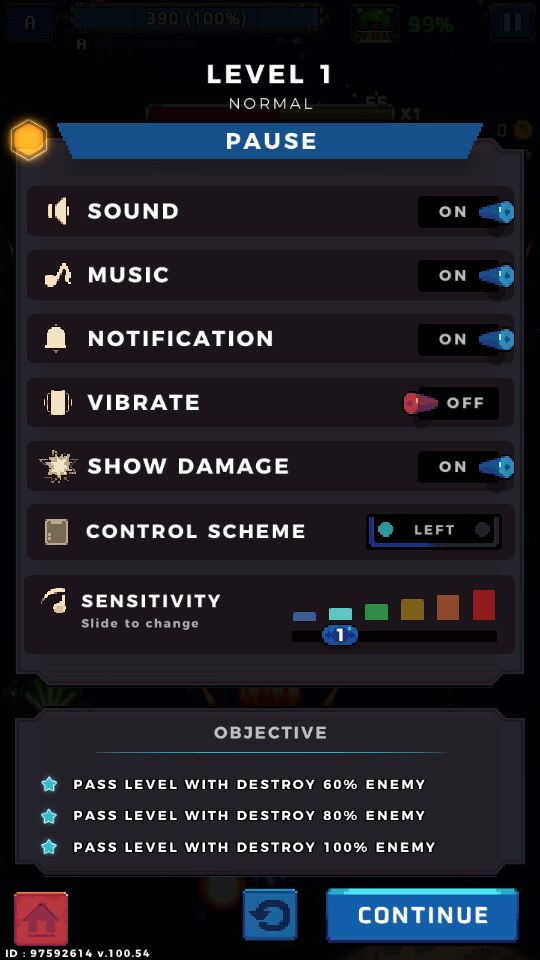 A
390 (100%)
99%
A
LEVEL 1
NORMAL
X1
0
PAUSE
SOUND
ON
MUSIC
ON
NOTIFICATION
ON
VIBRATE
OFF
SHOW DAMAGE
ON
CONTROL SCHEME
LEFT
SENSITIVITY
Slide to change
1
OBJECTIVE
PASS LEVEL WITH DESTROY 60% ENEMY
PASS LEVEL WITH DESTROY 80% ENEMY
PASS LEVEL WITH DESTROY 100% ENEMY
CONTINUE
ID : 97592614 v.100.54